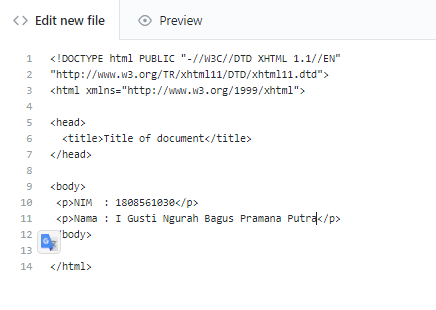 Edit new file
Preview
1 <!DOCTYPE html PUBLIC "-//W3C//DTD XHTML 1.1//EN"
2 "http://www.w3.org/TR/xhtml11/DTD/xhtml11.dtd">
3 <html xmlns="http://www.w3.org/1999/xhtml">
4
5 <head>
6   <title>Title of document</title>
7 </head>
8
9 <body>
10  <p>NIM  : 1808561030</p>
11  <p>Nama : I Gusti Ngurah Bagus Pramana Putra</p>
12 body>
13
14 </html>